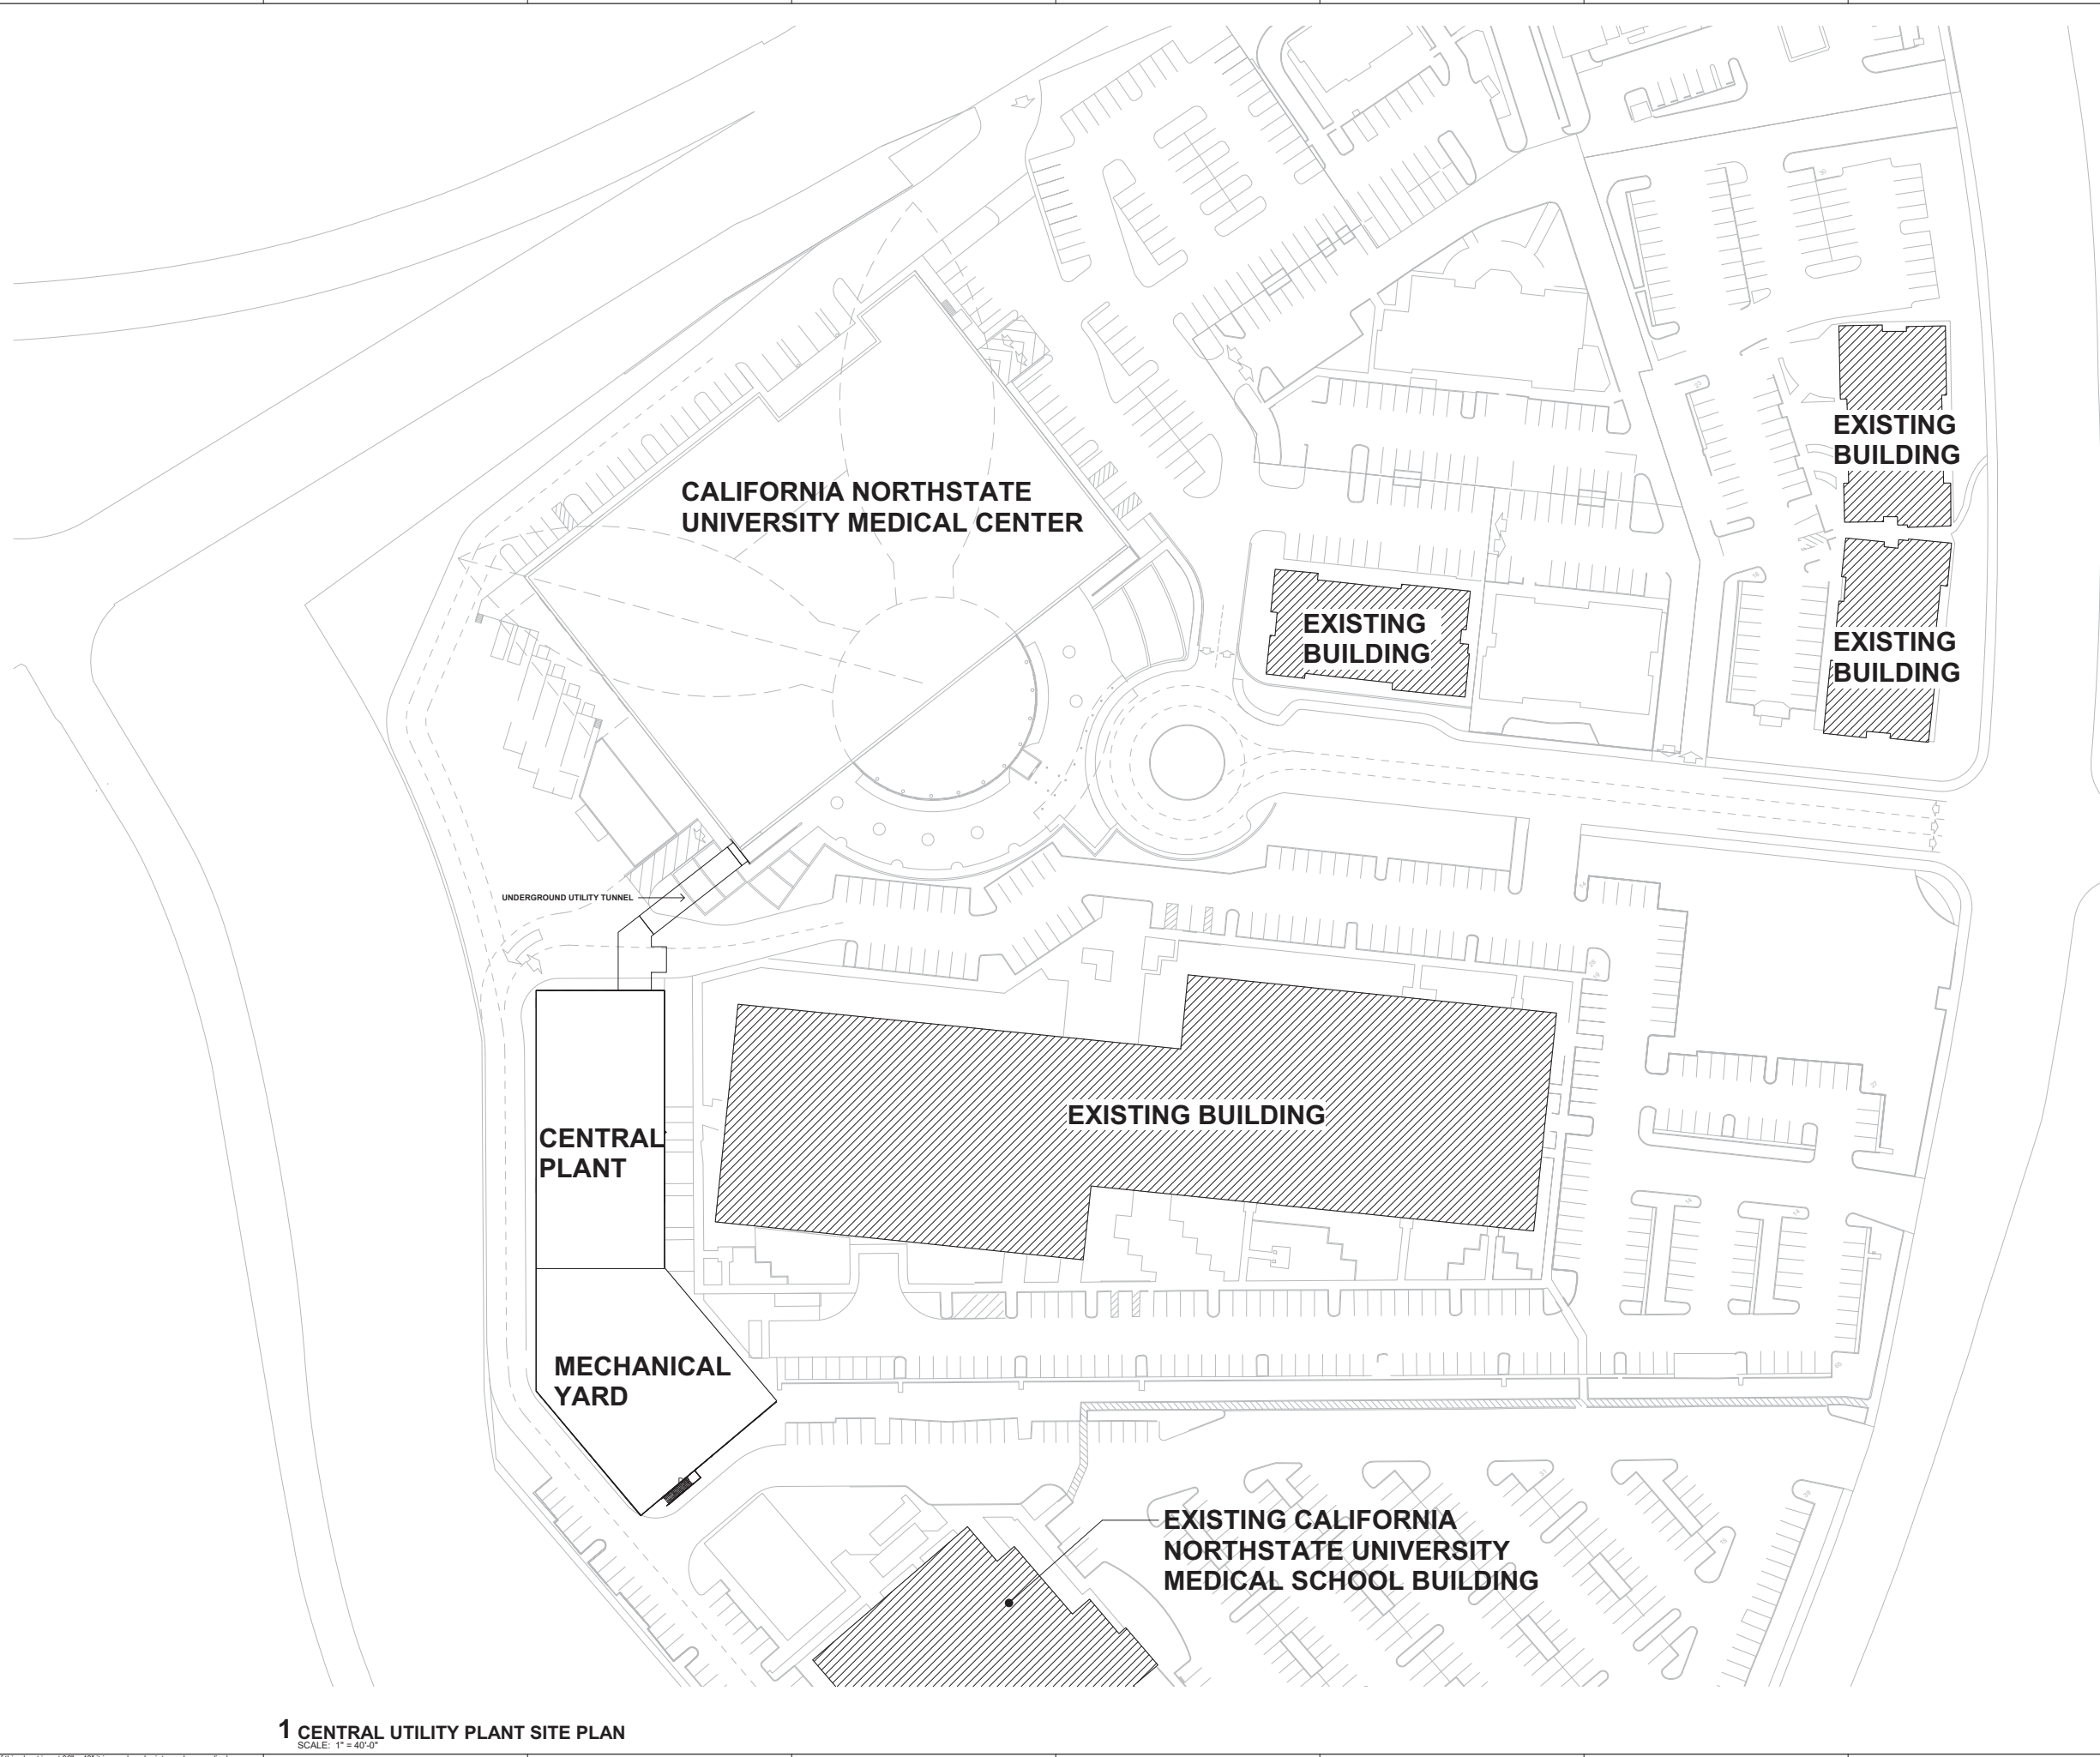 CALIFORNIA NORTHSTATE
UNIVERSITY MEDICAL CENTER
EXISTING
BUILDING
EXISTING
BUILDING
EXISTING
BUILDING
UNDERGROUND UTILITY TUNNEL
EXISTING BUILDING
CENTRAL
PLANT
MECHANICAL
YARD
EXISTING CALIFORNIA
NORTHSTATE UNIVERSITY
MEDICAL SCHOOL BUILDING
1 CENTRAL UTILITY PLANT SITE PLAN
SCALE: 1" = 40'-0"